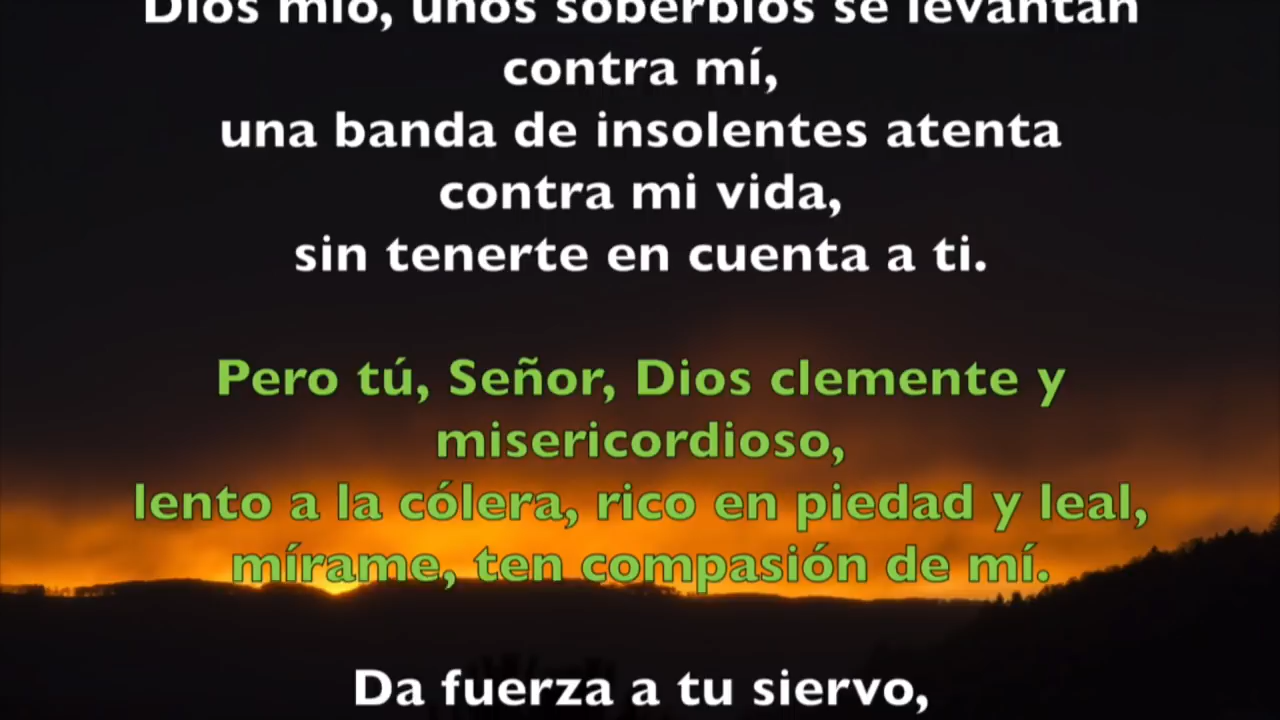 Dios mío, unos soberbios se levantan
contra mí,
una banda de insolentes atenta
contra mi vida,
sin tenerte en cuenta a ti.
Pero tú, Señor, Dios clemente y
misericordioso,
lento a la cólera, rico en piedad y leal,
mírame, ten compasión de mí.
Da fuerza a tu siervo,